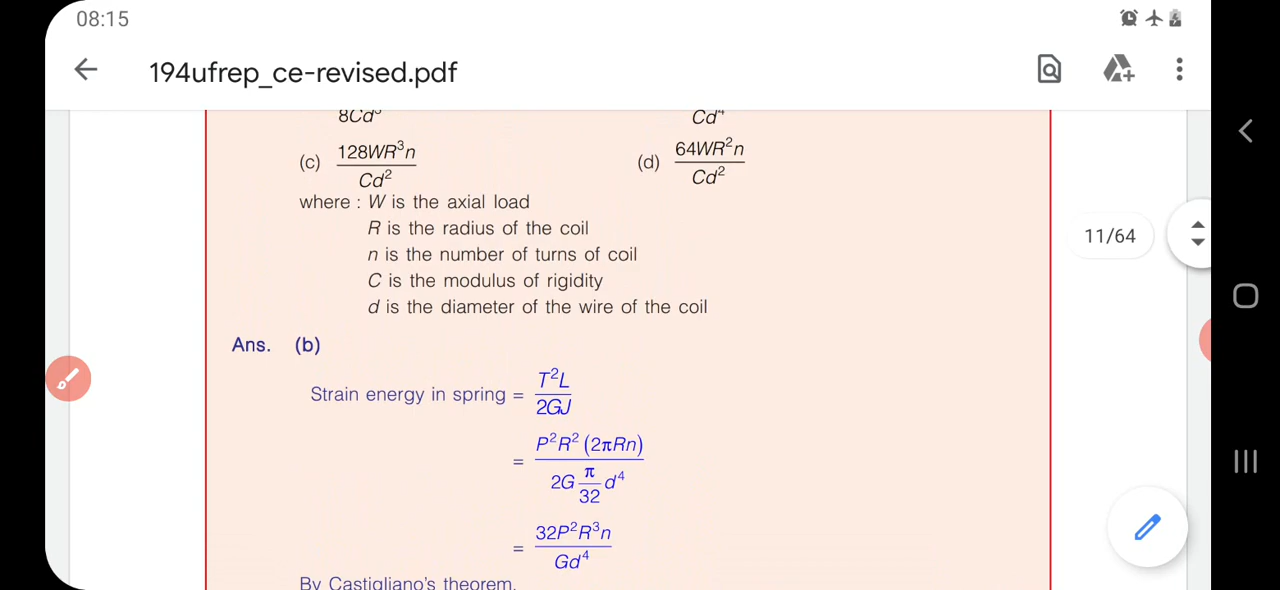 08:15
194ufrep_ce-revised.pdf
(c) 128WR³n / Cd²
(d) 64WR²n / Cd²
where : W is the axial load
R is the radius of the coil
n is the number of turns of coil
C is the modulus of rigidity
d is the diameter of the wire of the coil
11/64
Ans. (b)
Strain energy in spring = T²L / 2GJ
= P²R² (2πRn) / 2G π/32 d⁴
= 32P²R³n / Gd⁴
By Castigliano's theorem,